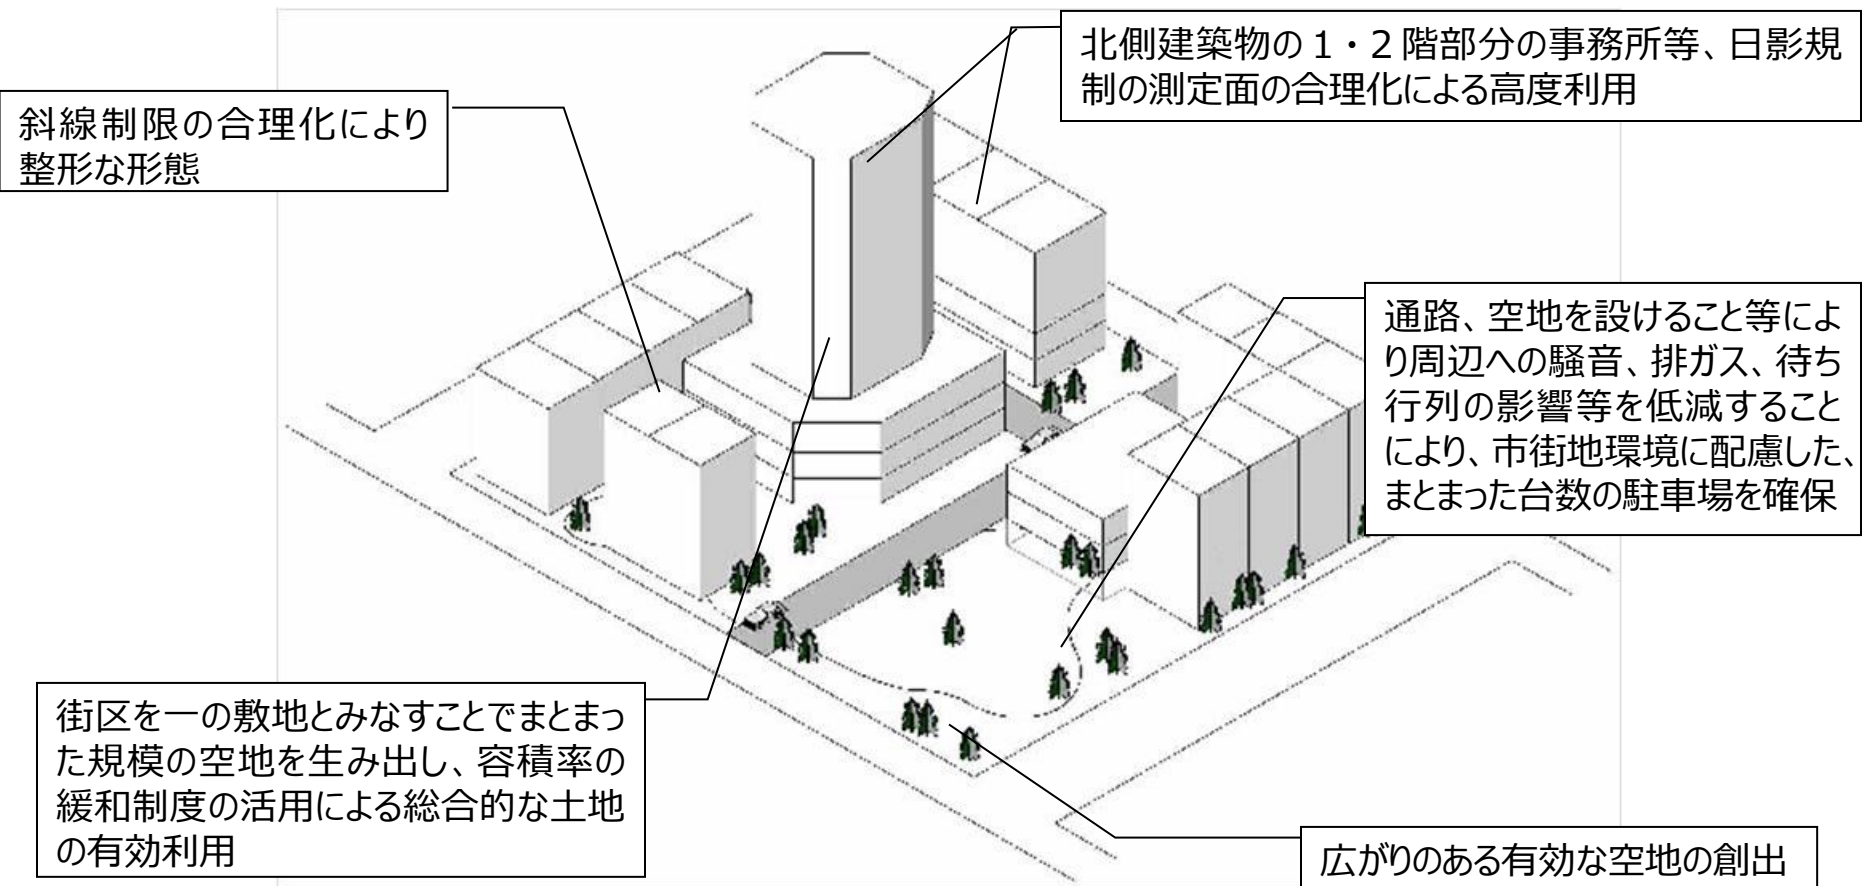 北側建築物の１・２階部分の事務所等、日影規
制の測定面の合理化による高度利用
斜線制限の合理化により
整形な形態
通路、空地を設けること等によ
り周辺への騒音、排ガス、待ち
行列の影響等を低減すること
により、市街地環境に配慮した、
まとまった台数の駐車場を確保
街区を一の敷地とみなすことでまとまっ
た規模の空地を生み出し、容積率の
緩和制度の活用による総合的な土地
の有効利用
広がりのある有効な空地の創出